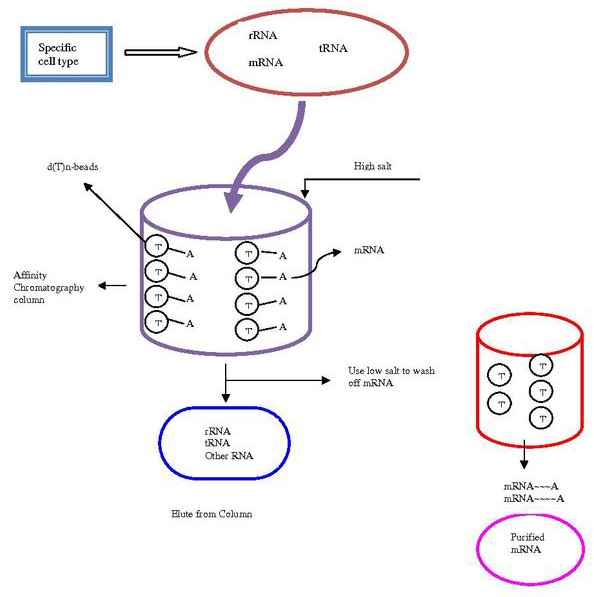 Specific
cell type
rRNA
tRNA
mRNA
d(T)n-beads
High salt
T
A
T
A
T
A
T
A
T
A
T
A
T
A
T
A
mRNA
Affinity
Chromatography
column
Use low salt to wash
off mRNA
rRNA
tRNA
Other RNA
Elute from Column
T
T
T
T
T
mRNA~~~A
mRNA~~~~A
Purified
mRNA